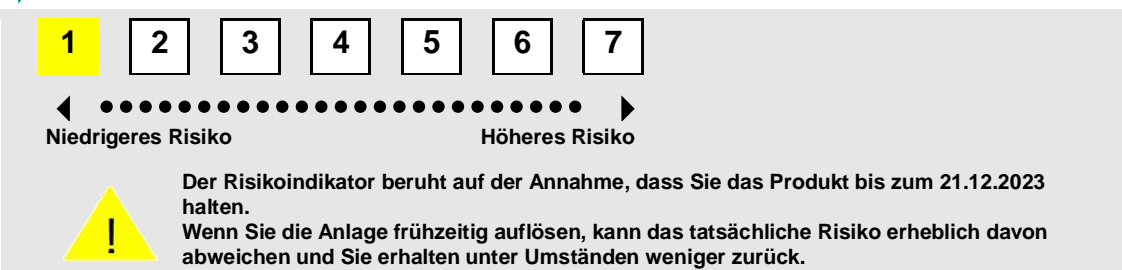 1 2 3 4 5 6 7
Niedrigeres Risiko Höheres Risiko
Der Risikoindikator beruht auf der Annahme, dass Sie das Produkt bis zum 21.12.2023
halten.
!
Wenn Sie die Anlage frühzeitig auflösen, kann das tatsächliche Risiko erheblich davon
abweichen und Sie erhalten unter Umständen weniger zurück.